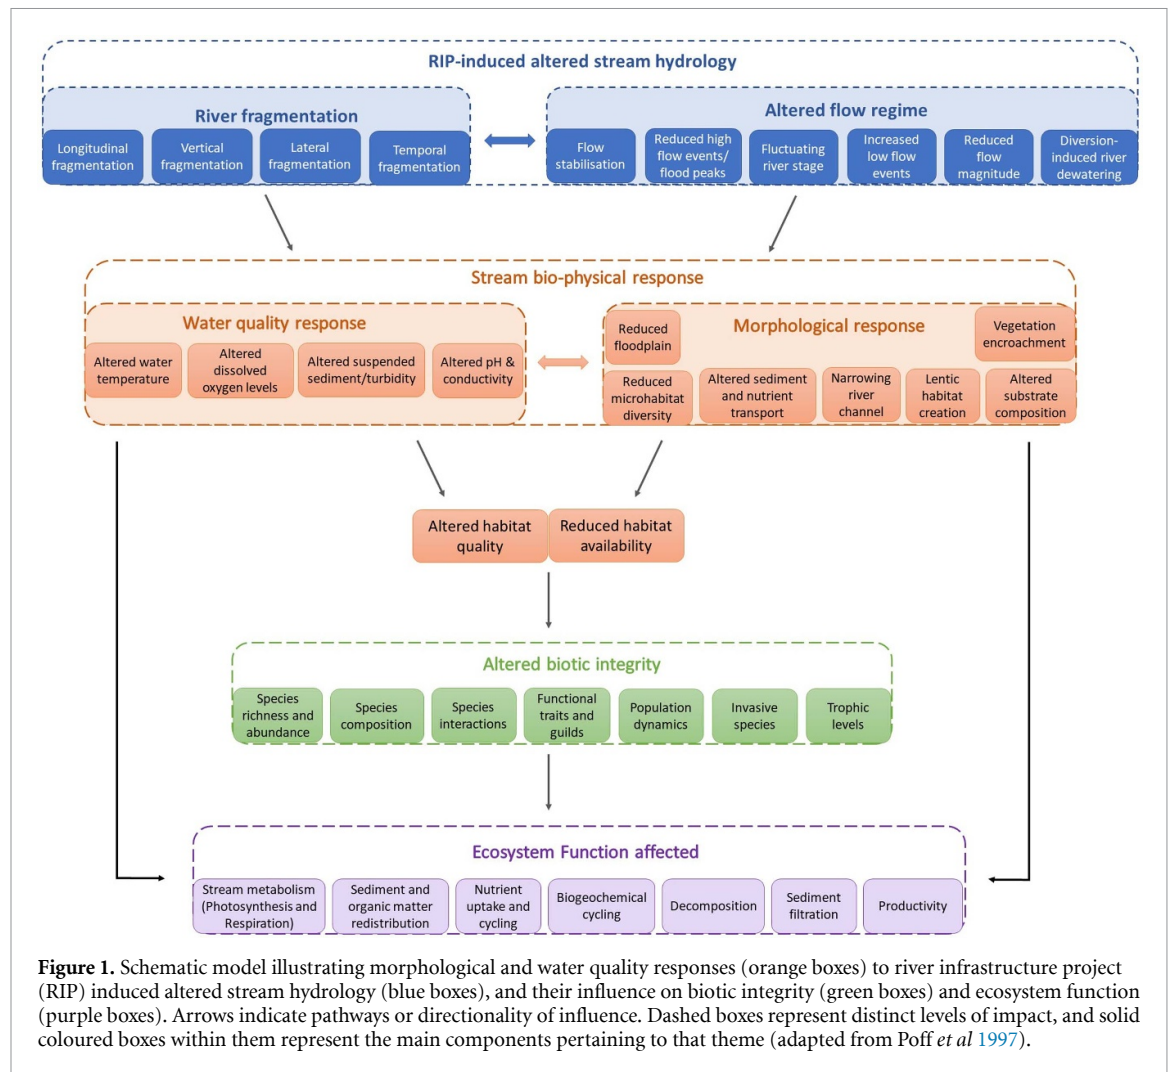 RIP-induced altered stream hydrology
River fragmentation
Longitudinal
fragmentation
Vertical
fragmentation
Lateral
fragmentation
Temporal
fragmentation
Altered flow regime
Flow
stabilisation
Reduced high
flow events/
flood peaks
Fluctuating
river stage
Increased
low flow
events
Reduced
flow
magnitude
Diversion-
induced river
dewatering
Stream bio-physical response
Water quality response
Altered water
temperature
Altered
dissolved
oxygen levels
Altered suspended
sediment/turbidity
Altered pH &
conductivity
Reduced
floodplain
Morphological response
Vegetation
encroachment
Reduced
microhabitat
diversity
Altered sediment
and nutrient
transport
Narrowing
river
channel
Lentic
habitat
creation
Altered
substrate
composition
Altered habitat
quality
Reduced habitat
availability
Altered biotic integrity
Species
richness and
abundance
Species
composition
Species
interactions
Functional
traits and
guilds
Population
dynamics
Invasive
species
Trophic
levels
Ecosystem Function affected
Stream metabolism
(Photosynthesis and
Respiration)
Sediment and
organic matter
redistribution
Nutrient
uptake and
cycling
Biogeochemical
cycling
Decomposition
Sediment
filtration
Productivity
Figure 1. Schematic model illustrating morphological and water quality responses (orange boxes) to river infrastructure project
(RIP) induced altered stream hydrology (blue boxes), and their influence on biotic integrity (green boxes) and ecosystem function
(purple boxes). Arrows indicate pathways or directionality of influence. Dashed boxes represent distinct levels of impact, and solid
coloured boxes within them represent the main components pertaining to that theme (adapted from Poff et al 1997).